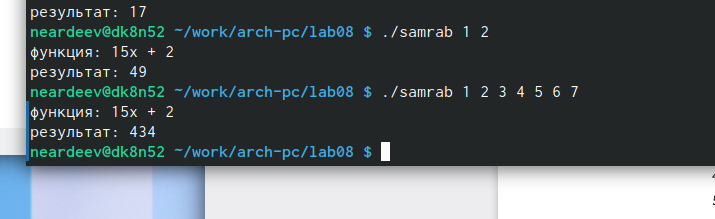 результат: 17
neardeev@dk8n52 ~/work/arch-pc/lab08 $ ./samrab 1 2
функция: 15x + 2
результат: 49
neardeev@dk8n52 ~/work/arch-pc/lab08 $ ./samrab 1 2 3 4 5 6 7
функция: 15x + 2
результат: 434
neardeev@dk8n52 ~/work/arch-pc/lab08 $